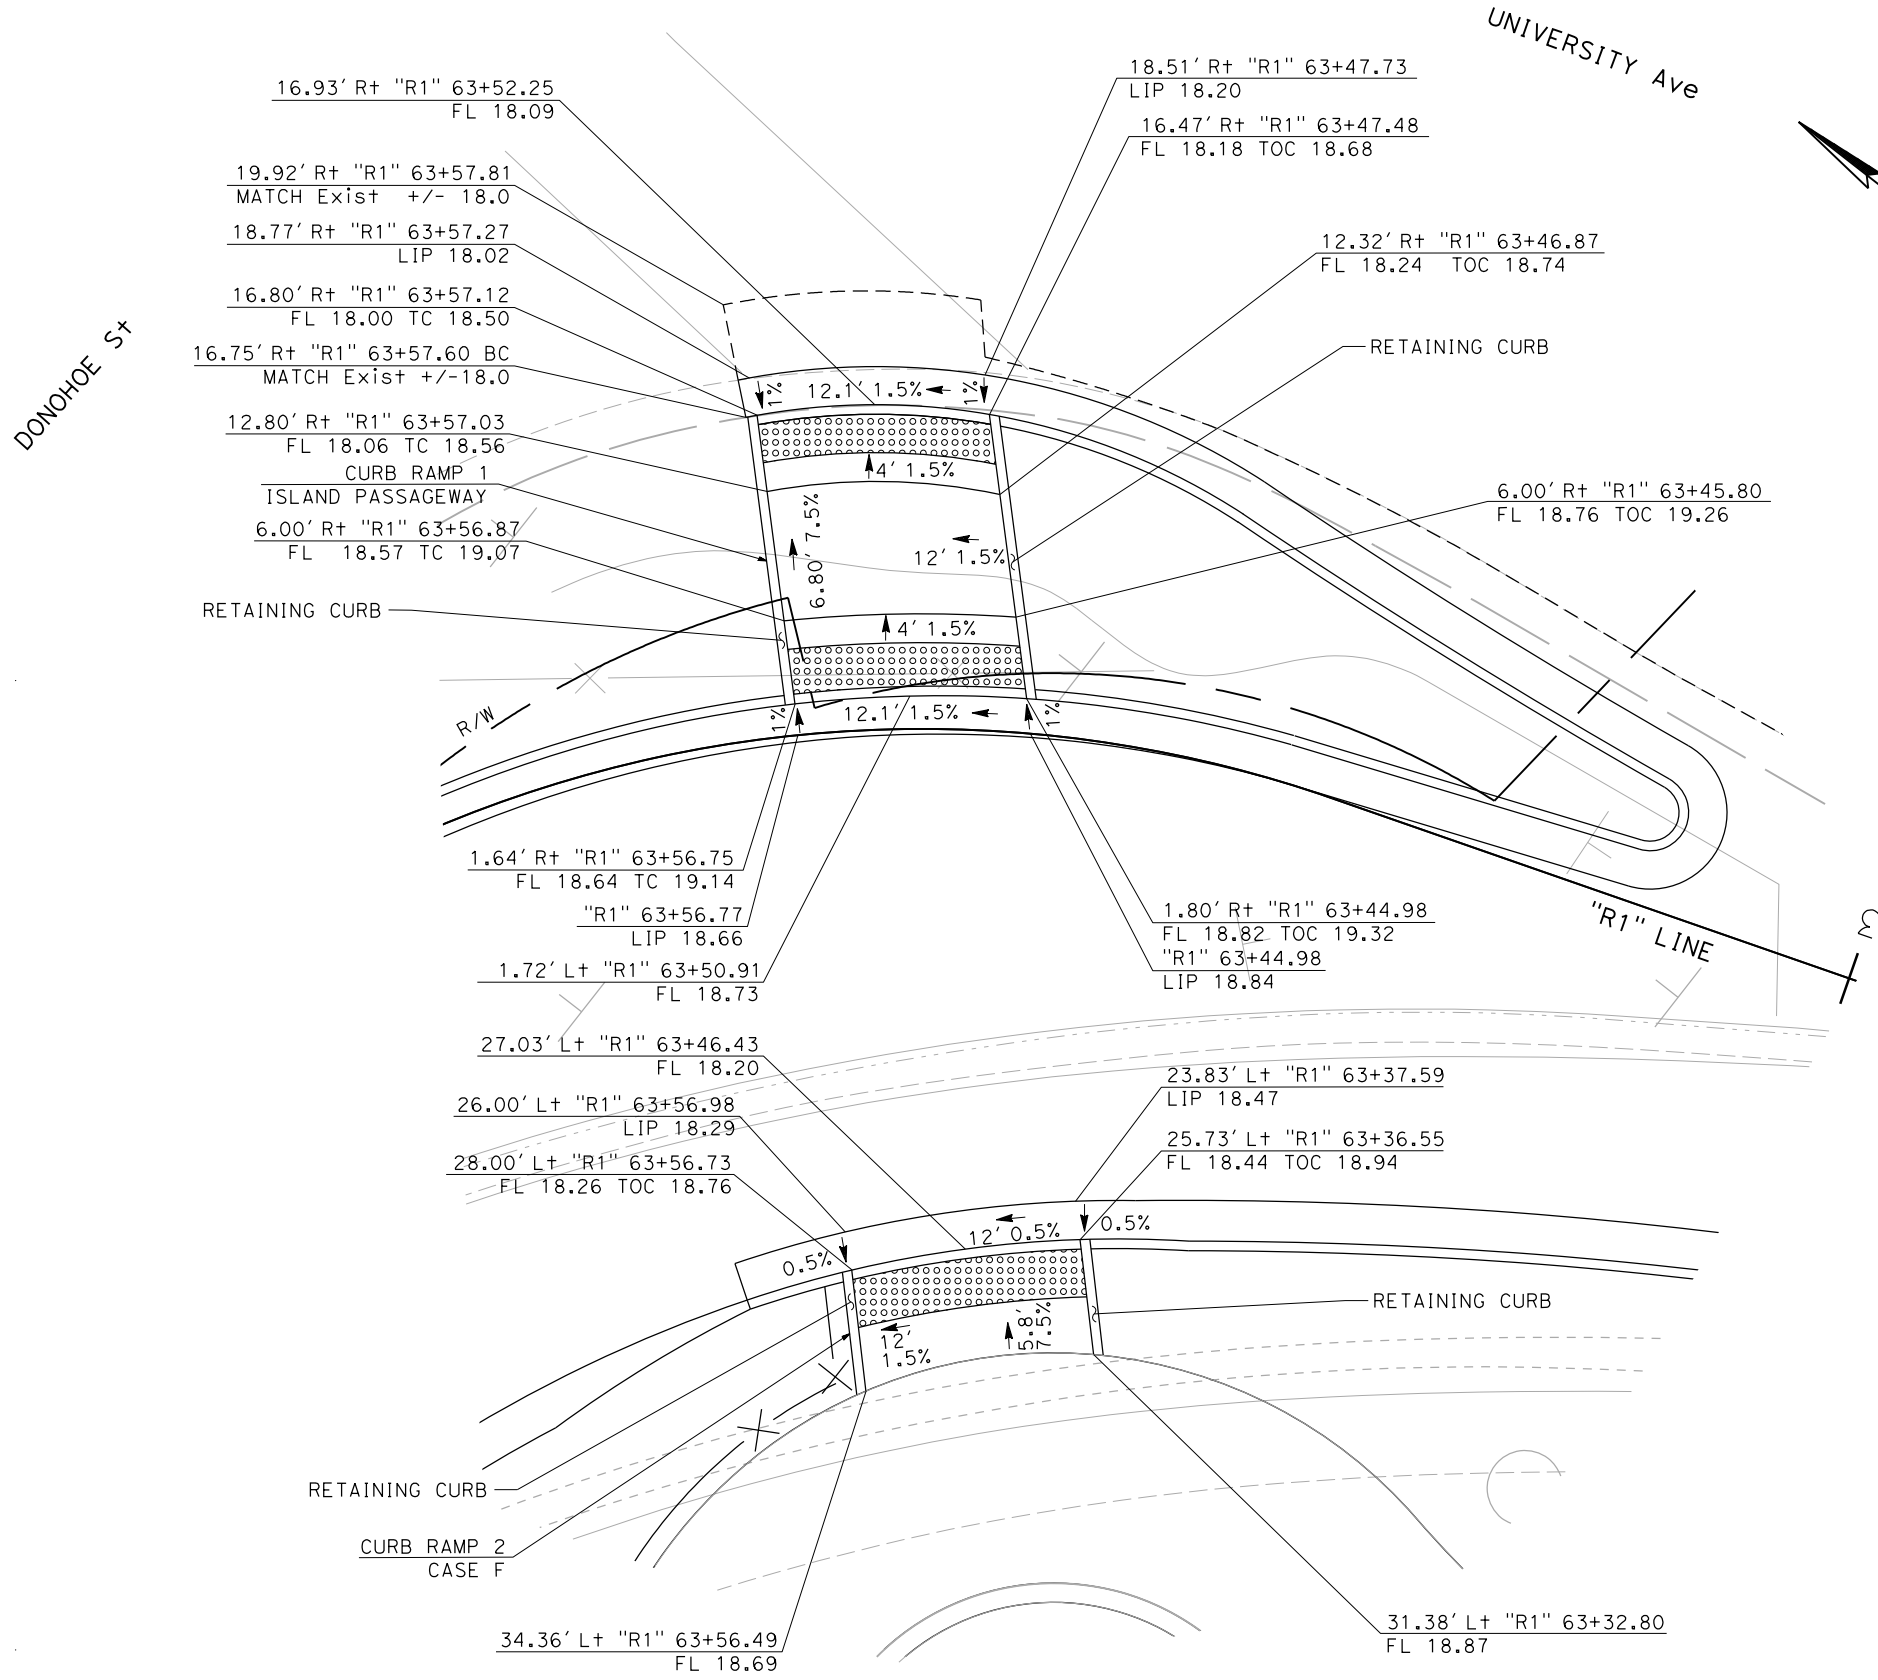 UNIVERSITY Ave
DONOHOE St
16.93' Rt "R1" 63+52.25
FL 18.09
19.92' Rt "R1" 63+57.81
MATCH Exist +/- 18.0
18.77' Rt "R1" 63+57.27
LIP 18.02
16.80' Rt "R1" 63+57.12
FL 18.00 TC 18.50
16.75' Rt "R1" 63+57.60 BC
MATCH Exist +/-18.0
12.80' Rt "R1" 63+57.03
FL 18.06 TC 18.56
CURB RAMP 1
ISLAND PASSAGEWAY
6.00' Rt "R1" 63+56.87
FL 18.57 TC 19.07
RETAINING CURB
18.51' Rt "R1" 63+47.73
LIP 18.20
16.47' Rt "R1" 63+47.48
FL 18.18 TOC 18.68
12.32' Rt "R1" 63+46.87
FL 18.24 TOC 18.74
RETAINING CURB
6.00' Rt "R1" 63+45.80
FL 18.76 TOC 19.26
1%
12.1' 1.5%
1%
4' 1.5%
6.80' 7.5%
12' 1.5%
4' 1.5%
R/W
1%
12.1' 1.5%
1%
1.64' Rt "R1" 63+56.75
FL 18.64 TC 19.14
"R1" 63+56.77
LIP 18.66
1.72' Lt "R1" 63+50.91
FL 18.73
1.80' Rt "R1" 63+44.98
FL 18.82 TOC 19.32
"R1" 63+44.98
LIP 18.84
"R1" LINE
27.03' Lt "R1" 63+46.43
FL 18.20
26.00' Lt "R1" 63+56.98
LIP 18.29
28.00' Lt "R1" 63+56.73
FL 18.26 TOC 18.76
23.83' Lt "R1" 63+37.59
LIP 18.47
25.73' Lt "R1" 63+36.55
FL 18.44 TOC 18.94
0.5%
12' 0.5%
0.5%
12'
1.5%
5.8'
7.5%
RETAINING CURB
RETAINING CURB
CURB RAMP 2
CASE F
34.36' Lt "R1" 63+56.49
FL 18.69
31.38' Lt "R1" 63+32.80
FL 18.87